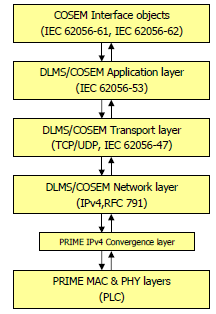 COSEM Interface objects
(IEC 62056-61, IEC 62056-62)
DLMS/COSEM Application layer
(IEC 62056-53)
DLMS/COSEM Transport layer
(TCP/UDP, IEC 62056-47)
DLMS/COSEM Network layer
(IPv4,RFC 791)
PRIME IPv4 Convergence layer
PRIME MAC & PHY layers
(PLC)